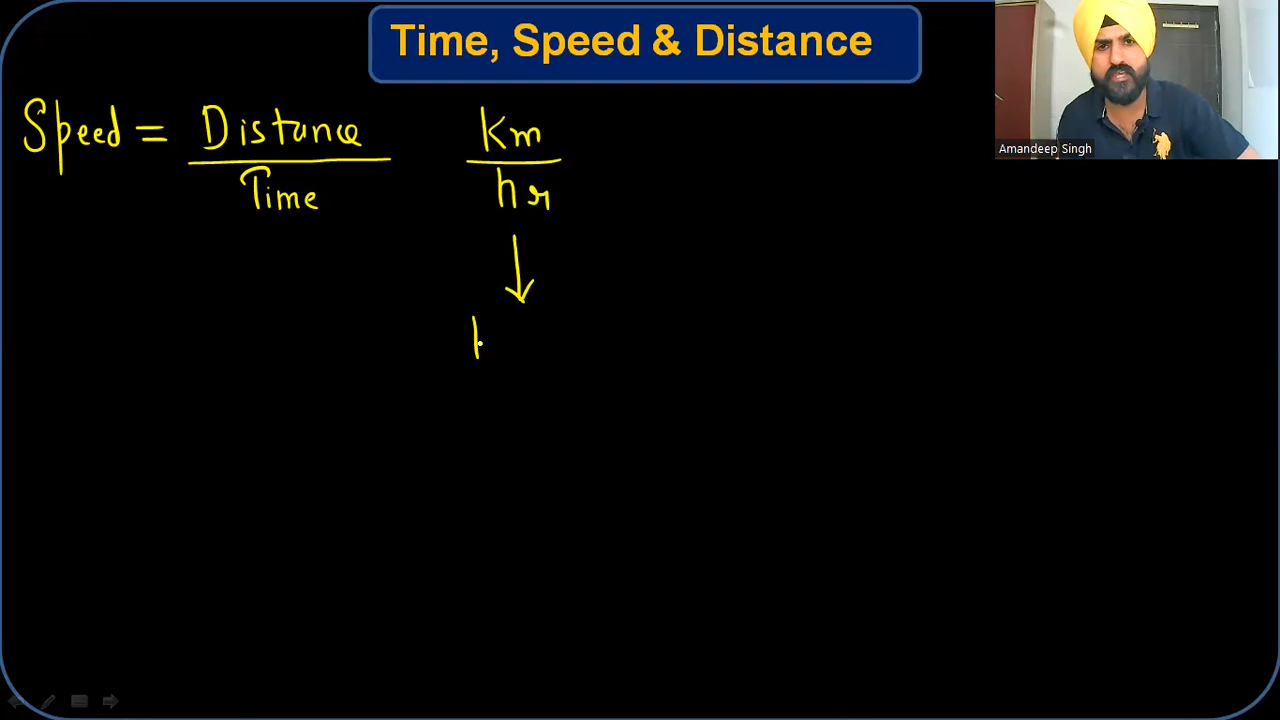 Time, Speed & Distance
Amandeep Singh
Speed = Distance / Time
Km / hr